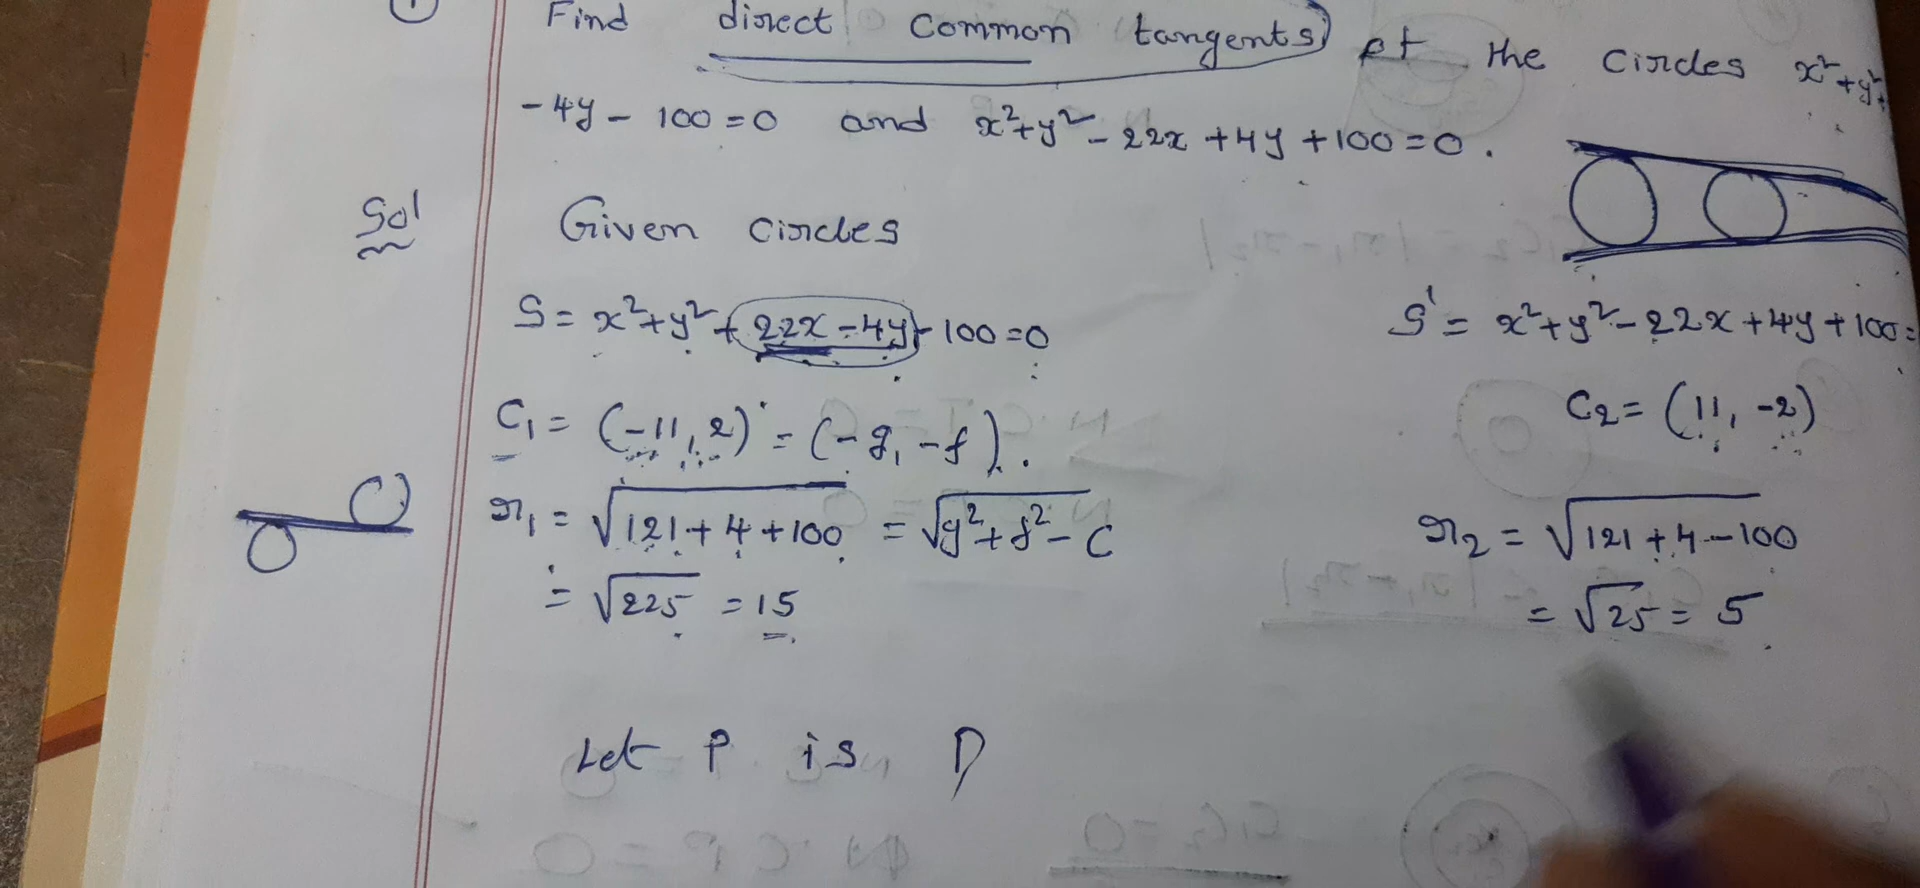 ①
Find direct common tangents of the circles x²+y²+
-4y - 100 = 0 and x²+y² - 22x + 4y + 100 = 0.
Sol Given circles
S = x²+y²+22x-4y-100=0 S' = x²+y²-22x+4y+100=
C₁ = (-11, 2) = (-g, -f). C₂ = (11, -2)
r₁ = √121+4+100 = √g²+f²-c r₂ = √121+4-100
= √225 = 15 = √25 = 5
Let P is D